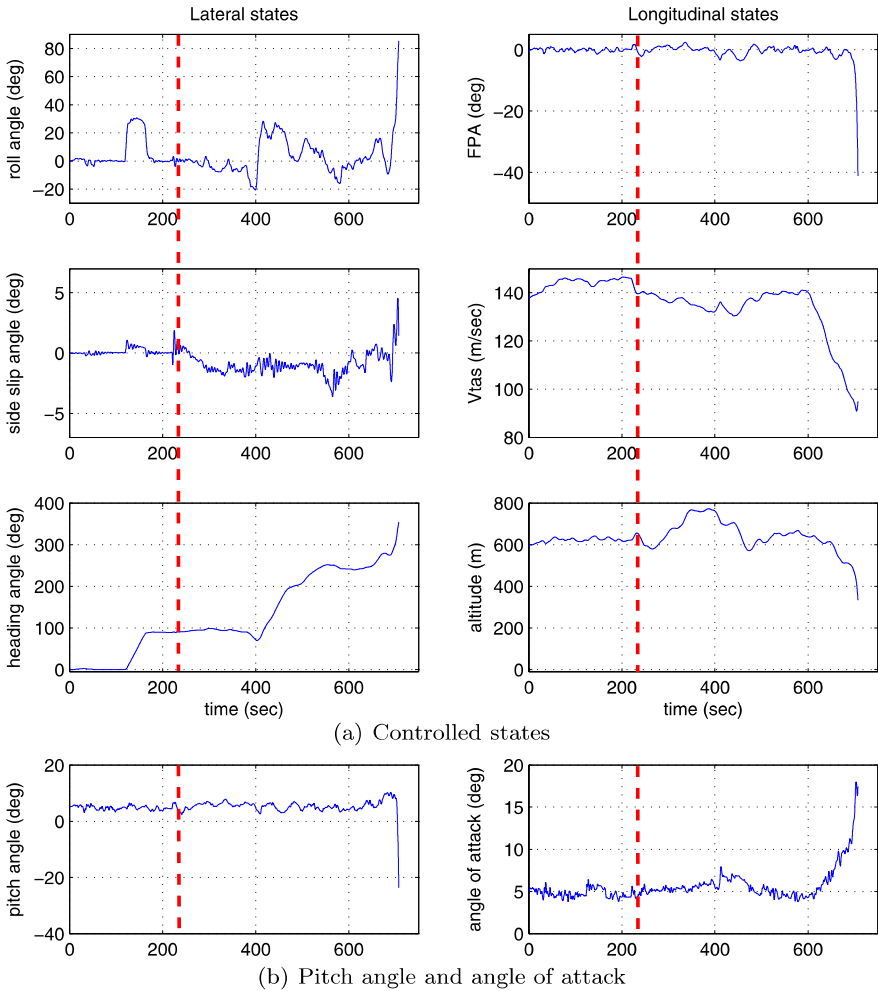 Lateral states
Longitudinal states
80
60
40
20
0
−20
roll angle (deg)
0 200 400 600
0
−20
−40
FPA (deg)
0 200 400 600
5
0
−5
side slip angle (deg)
0 200 400 600
140
120
100
80
Vtas (m/sec)
0 200 400 600
400
300
200
100
0
heading angle (deg)
0 200 400 600
time (sec)
800
600
400
200
0
altitude (m)
0 200 400 600
time (sec)
(a) Controlled states
20
0
−20
−40
pitch angle (deg)
0 200 400 600
20
15
10
5
0
angle of attack (deg)
0 200 400 600
(b) Pitch angle and angle of attack